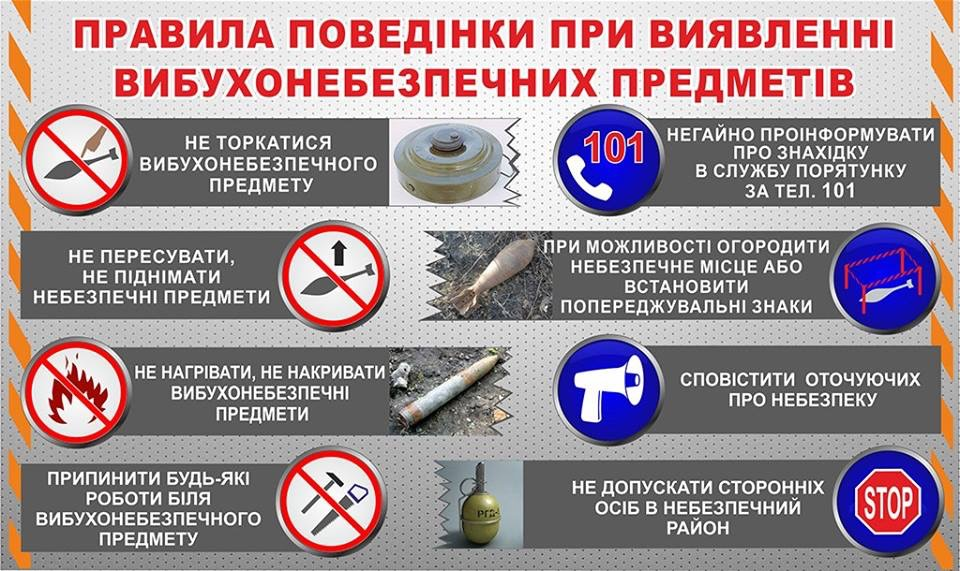 ПРАВИЛА ПОВЕДІНКИ ПРИ ВИЯВЛЕННІ
ВИБУХОНЕБЕЗПЕЧНИХ ПРЕДМЕТІВ
НЕ ТОРКАТИСЯ
ВИБУХОНЕБЕЗПЕЧНОГО
ПРЕДМЕТУ
101
НЕГАЙНО ПРОІНФОРМУВАТИ
ПРО ЗНАХІДКУ
В СЛУЖБУ ПОРЯТУНКУ
ЗА ТЕЛ. 101
НЕ ПЕРЕСУВАТИ,
НЕ ПІДНІМАТИ
НЕБЕЗПЕЧНІ ПРЕДМЕТИ
ПРИ МОЖЛИВОСТІ ОГОРОДИТИ
НЕБЕЗПЕЧНЕ МІСЦЕ АБО
ВСТАНОВИТИ
ПОПЕРЕДЖУВАЛЬНІ ЗНАКИ
НЕ НАГРІВАТИ, НЕ НАКРИВАТИ
ВИБУХОНЕБЕЗПЕЧНІ
ПРЕДМЕТИ
СПОВІСТИТИ ОТОЧУЮЧИХ
ПРО НЕБЕЗПЕКУ
ПРИПИНИТИ БУДЬ-ЯКІ
РОБОТИ БІЛЯ
ВИБУХОНЕБЕЗПЕЧНОГО
ПРЕДМЕТУ
РГД-
НЕ ДОПУСКАТИ СТОРОННІХ
ОСІБ В НЕБЕЗПЕЧНИЙ
РАЙОН
STOP